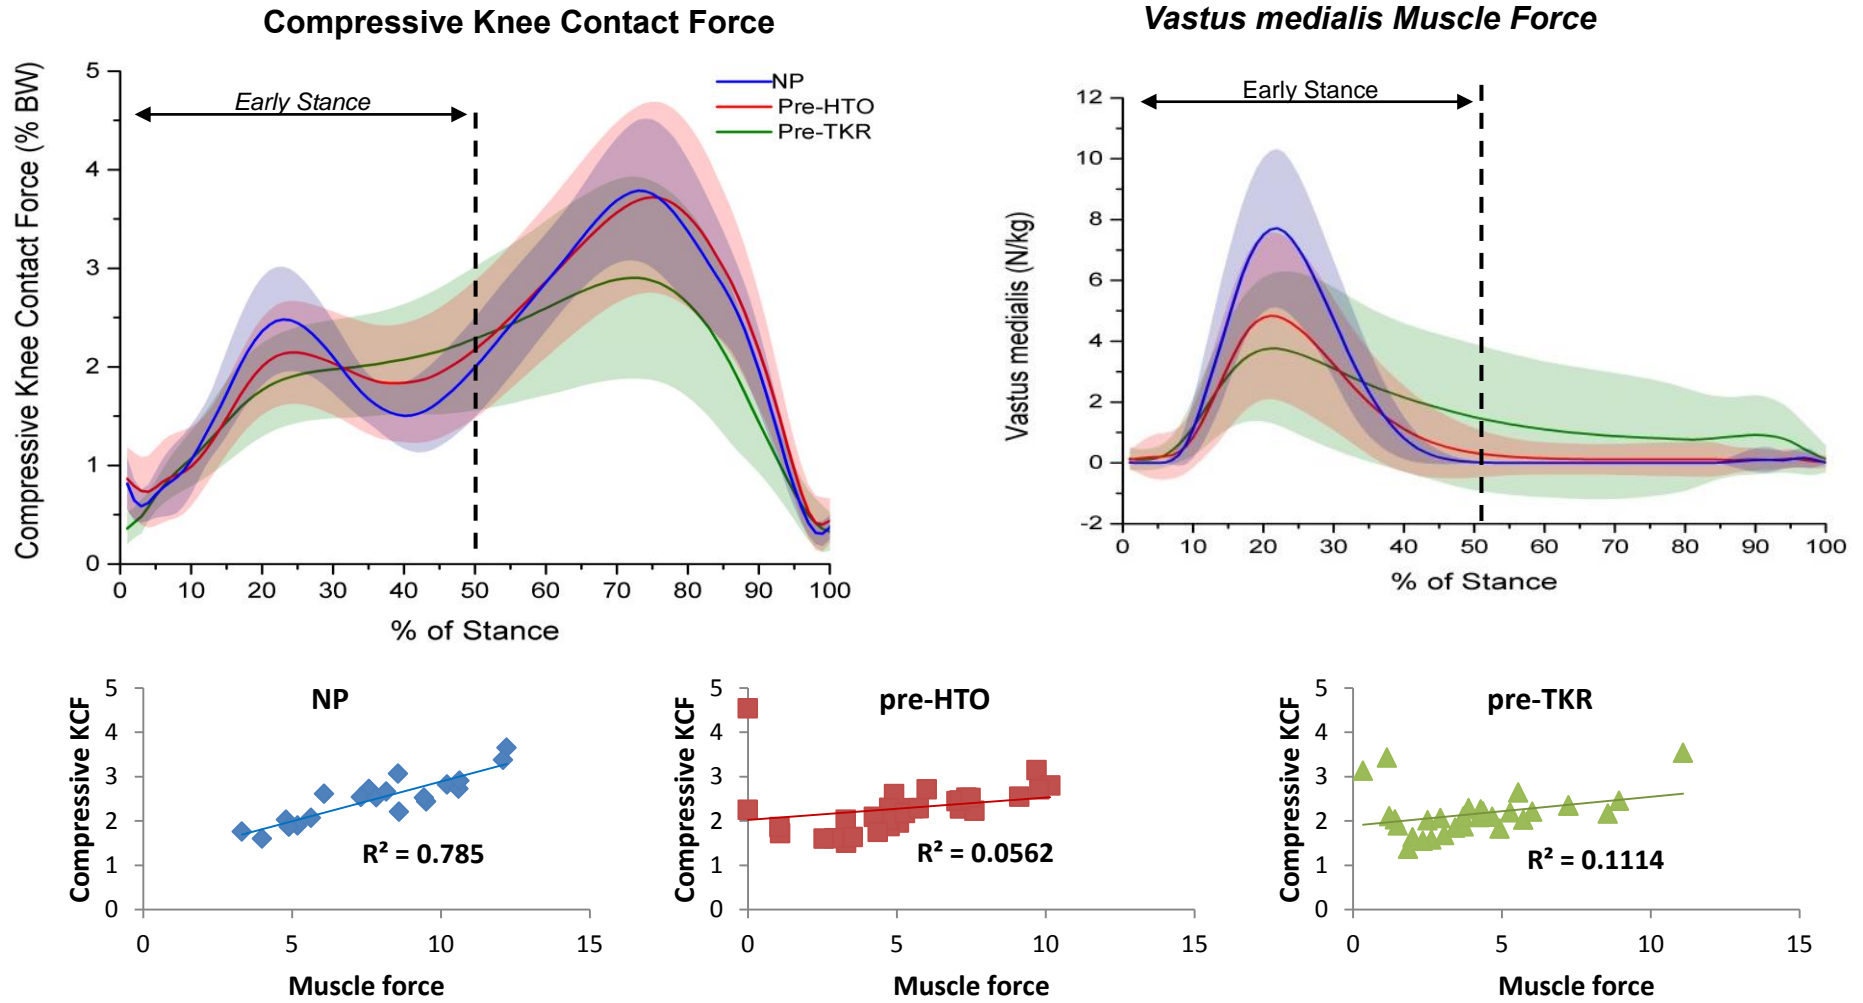 Compressive Knee Contact Force
Vastus medialis Muscle Force
Compressive Knee Contact Force (% BW)
5
4
3
2
1
0
Early Stance
NP
Pre-HTO
Pre-TKR
0 10 20 30 40 50 60 70 80 90 100
% of Stance
Vastus medialis (N/kg)
12
10
8
6
4
2
0
-2
Early Stance
0 10 20 30 40 50 60 70 80 90 100
% of Stance
Compressive KCF
5
4
3
2
1
0
NP
R² = 0.785
0 5 10 15
Muscle force
Compressive KCF
5
4
3
2
1
0
pre-HTO
R² = 0.0562
0 5 10 15
Muscle force
Compressive KCF
5
4
3
2
1
0
pre-TKR
R² = 0.1114
0 5 10 15
Muscle force